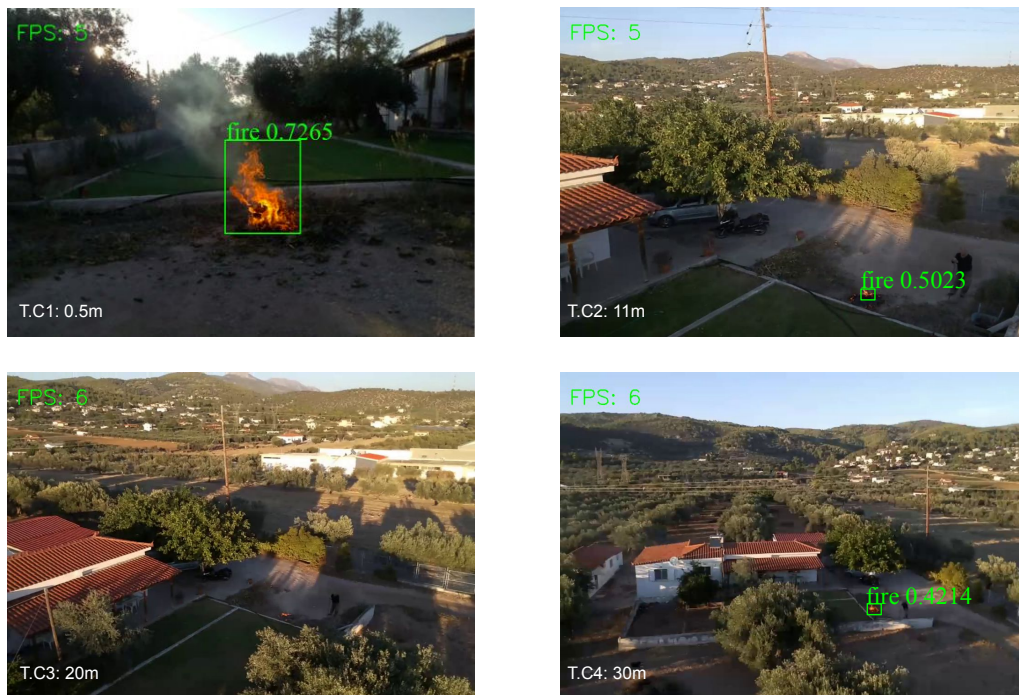 FPS: 5
fire 0.7265
T.C1: 0.5m
FPS: 5
fire 0.5023
T.C2: 11m
FPS: 6
T.C3: 20m
FPS: 6
fire 0.4214
T.C4: 30m